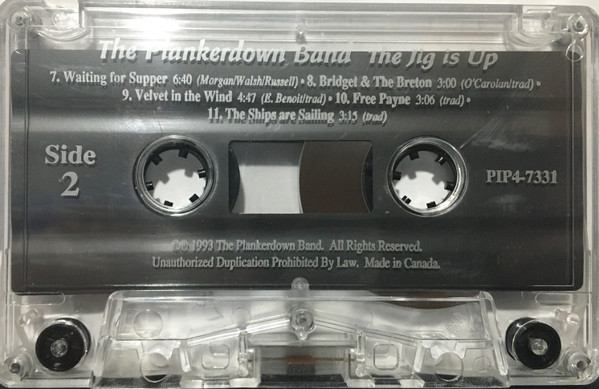 The Plankerdown Band The Jig is Up
7. Waiting for Supper 6:40 (Morgan/Walsh/Russell) • 8. Bridget & The Breton 3:00 (O'Carolan/trad) •
9. Velvet in the Wind 4:47 (E. Benoit/trad) • 10. Free Payne 3:06 (trad) •
11. The Ships are Sailing 3:15 (trad)
Side
2
PIP4-7331
©℗ 1993 The Plankerdown Band. All Rights Reserved.
Unauthorized Duplication Prohibited By Law. Made in Canada.